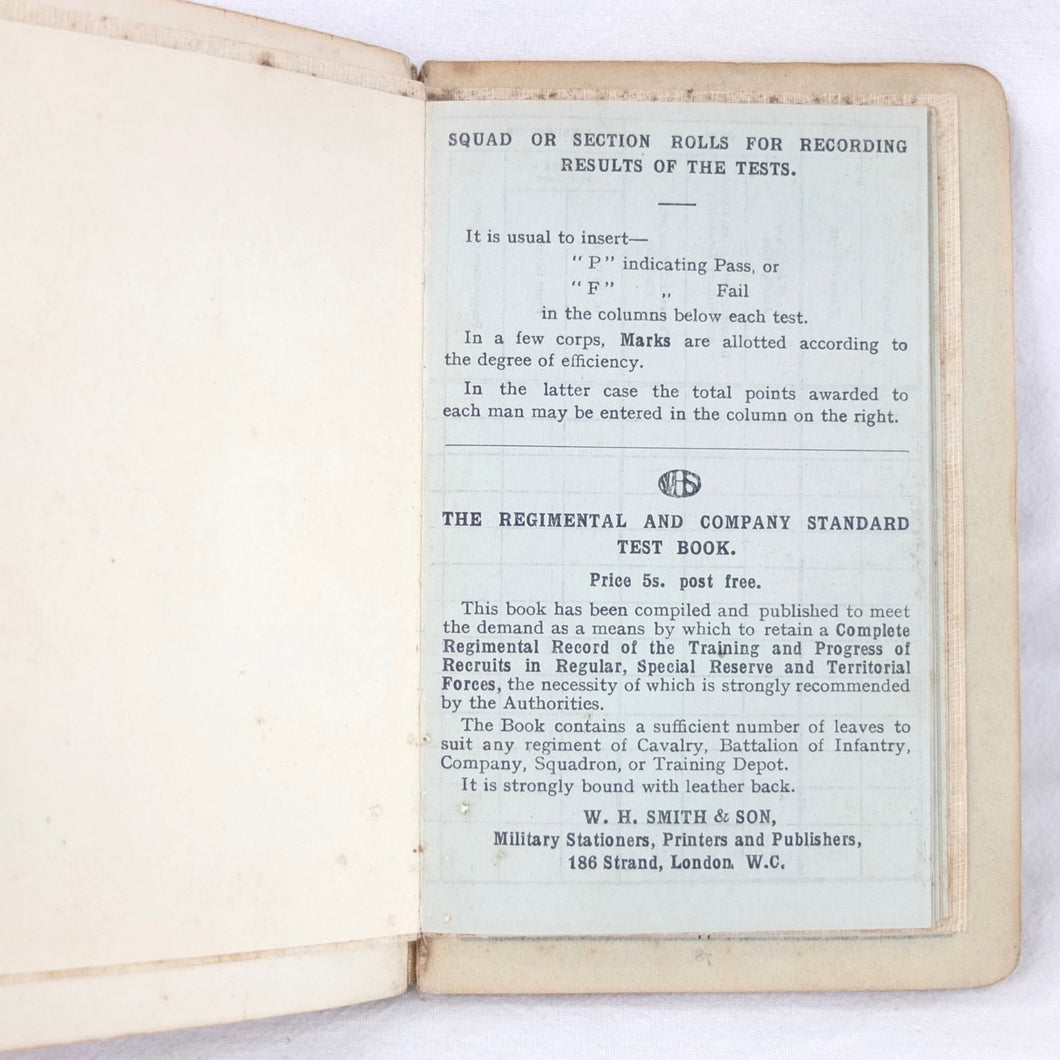 SQUAD OR SECTION ROLLS FOR RECORDING
RESULTS OF THE TESTS.
It is usual to insert—
"P" indicating Pass, or
"F" „ Fail
in the columns below each test.
In a few corps, Marks are allotted according to
the degree of efficiency.
In the latter case the total points awarded to
each man may be entered in the column on the right.
WHS
THE REGIMENTAL AND COMPANY STANDARD
TEST BOOK.
Price 5s. post free.
This book has been compiled and published to meet
the demand as a means by which to retain a Complete
Regimental Record of the Training and Progress of
Recruits in Regular, Special Reserve and Territorial
Forces, the necessity of which is strongly recommended
by the Authorities.
The Book contains a sufficient number of leaves to
suit any regiment of Cavalry, Battalion of Infantry,
Company, Squadron, or Training Depot.
It is strongly bound with leather back.
W. H. SMITH & SON,
Military Stationers, Printers and Publishers,
186 Strand, London, W.C.